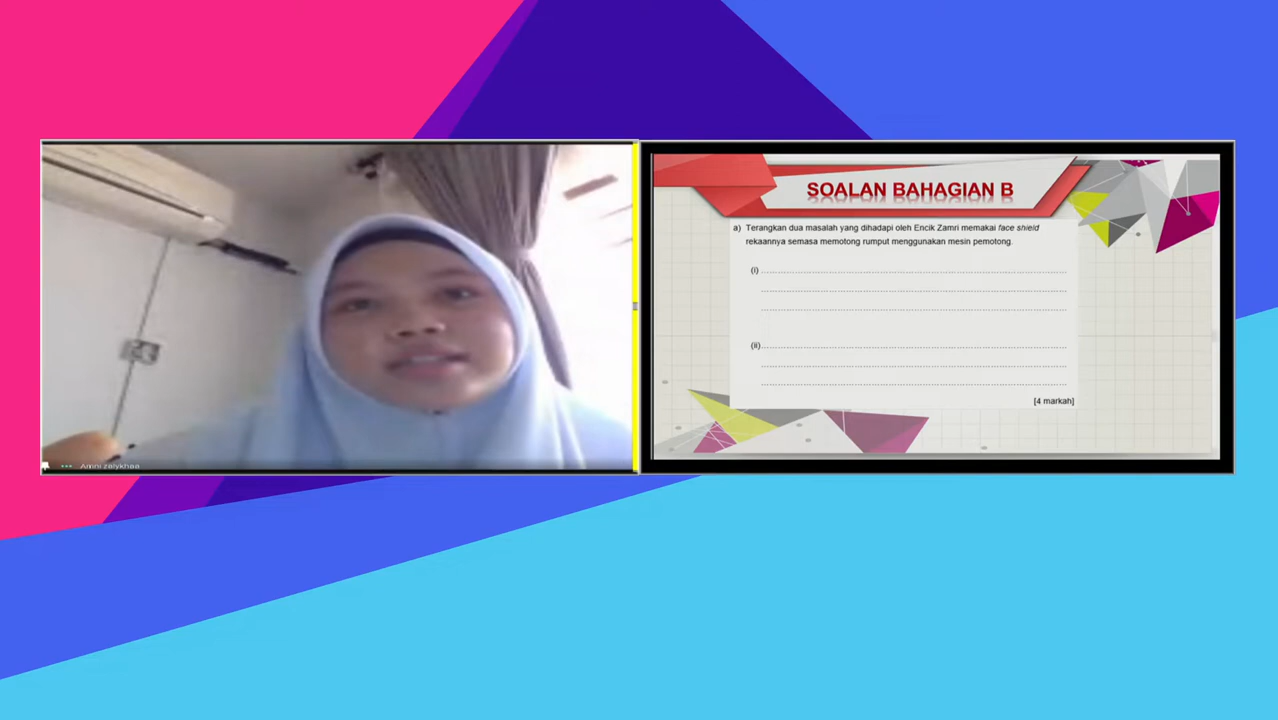 SOALAN BAHAGIAN B
a) Terangkan dua masalah yang dihadapi oleh Encik Zamri memakai face shield
rekaannya semasa memotong rumput menggunakan mesin pemotong.
(i) ........................................................................
........................................................................
........................................................................
(ii) ........................................................................
........................................................................
........................................................................
[4 markah]